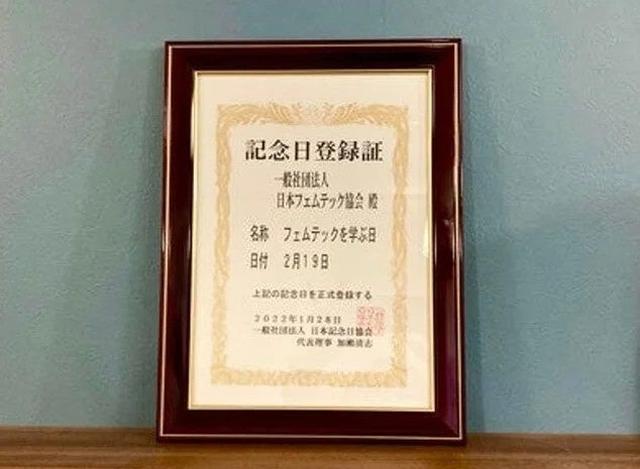 記念日登録証
一般社団法人
日本フェムテック協会 殿
名称 フェムテックを学ぶ日
日付 2月19日
上記の記念日を正式登録する
2022年1月28日
一般社団法人 日本記念日協会
代表理事 加瀬清志